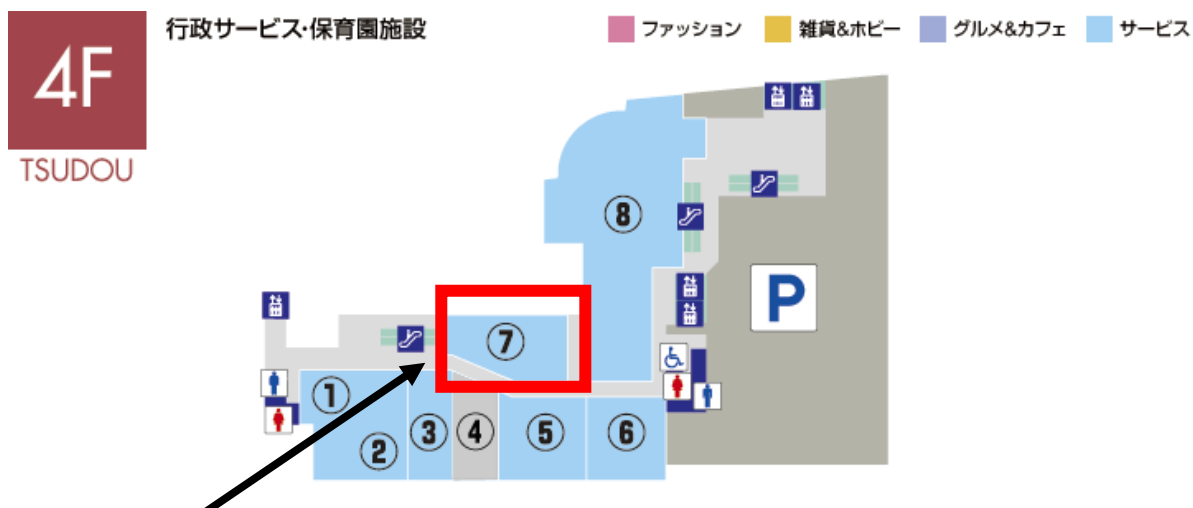 4F
TSUDOU
行政サービス・保育園施設
ファッション
雑貨&ホビー
グルメ&カフェ
サービス
⑧
P
⑦
①
②
③
④
⑤
⑥